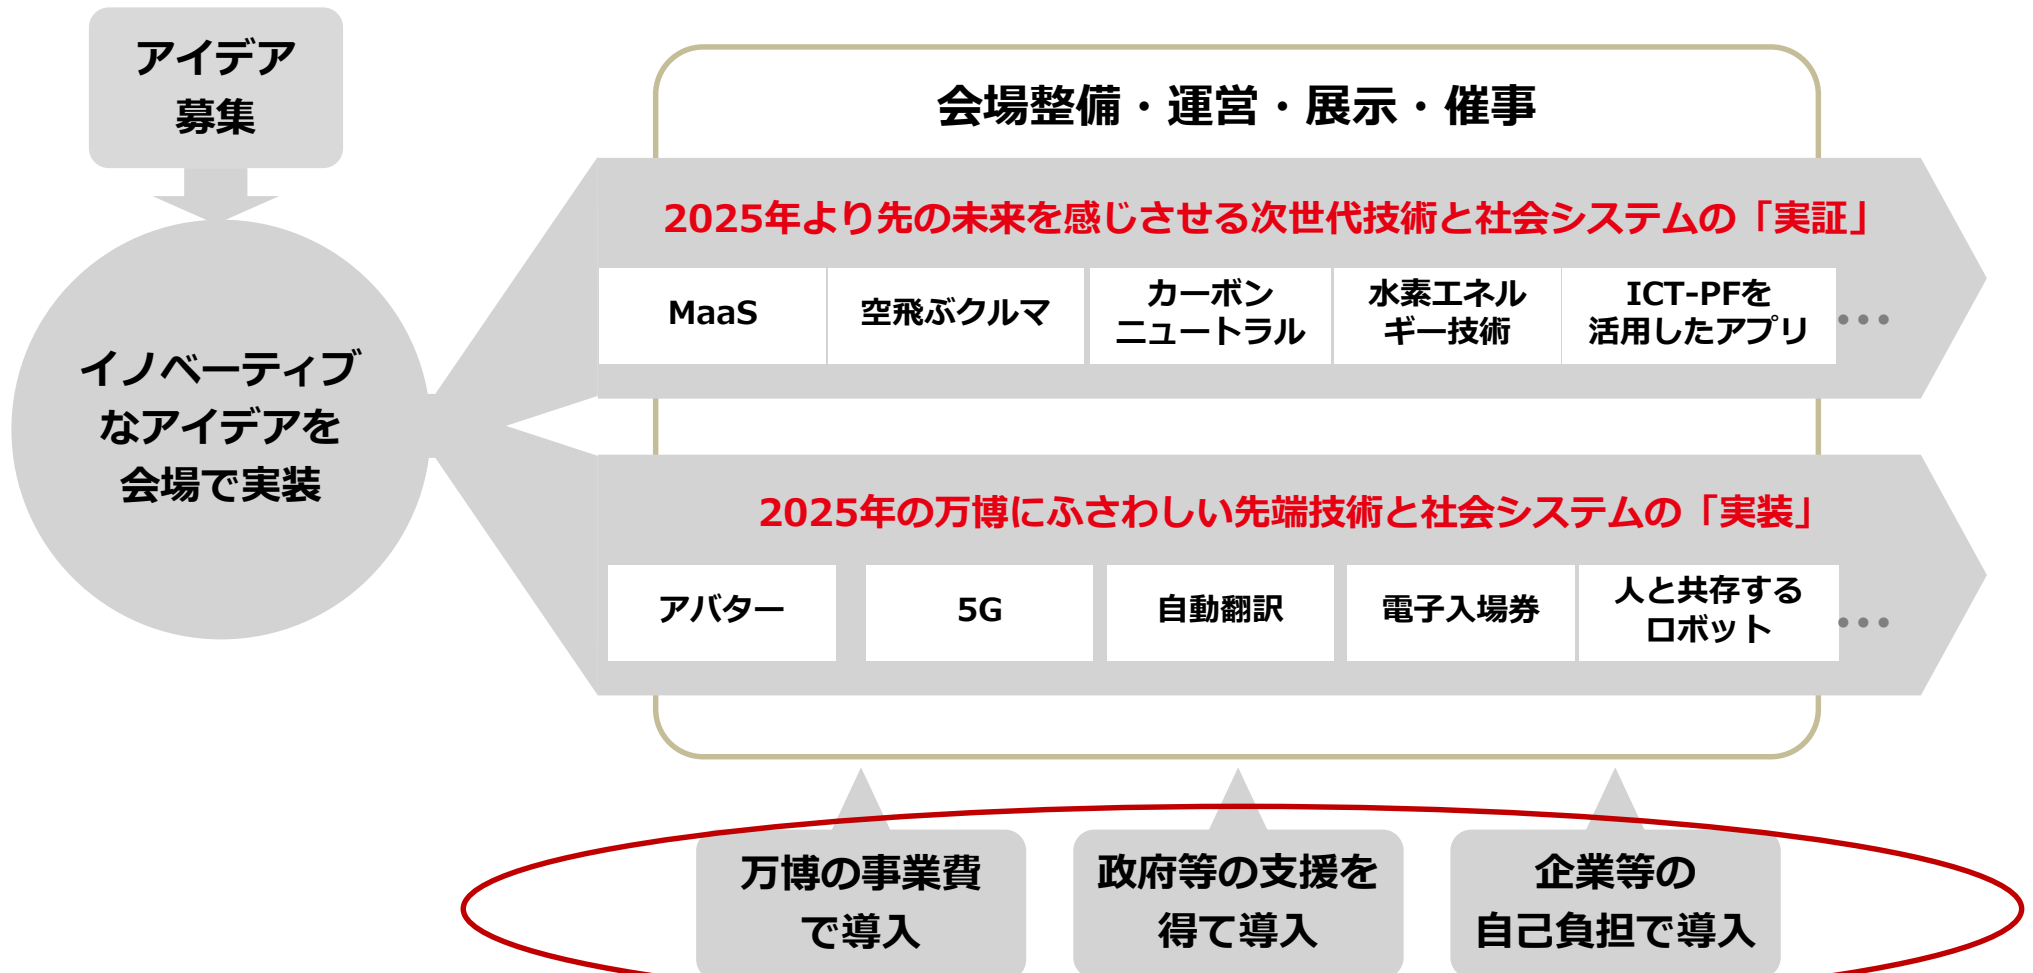 アイデア
募集
イノベーティブ
なアイデアを
会場で実装
会場整備・運営・展示・催事
2025年より先の未来を感じさせる次世代技術と社会システムの「実証」
MaaS
空飛ぶクルマ
カーボン
ニュートラル
水素エネル
ギー技術
ICT-PFを
活用したアプリ
…
2025年の万博にふさわしい先端技術と社会システムの「実装」
アバター
5G
自動翻訳
電子入場券
人と共存する
ロボット
…
万博の事業費
で導入
政府等の支援を
得て導入
企業等の
自己負担で導入